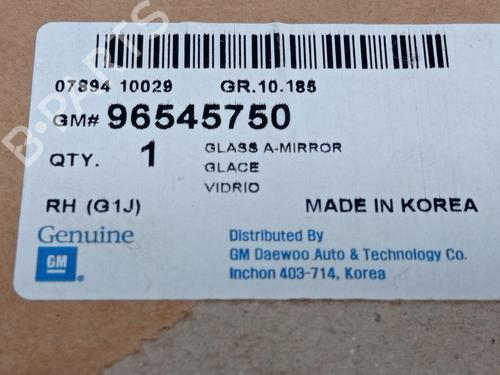 07894 10029 GR.10.185
GM# 96545750
QTY. 1 GLASS A-MIRROR
GLACE
VIDRIO
RH (G1J) MADE IN KOREA
Genuine
GM
Distributed By
GM Daewoo Auto & Technology Co.
Inchon 403-714, Korea
B-PARTS